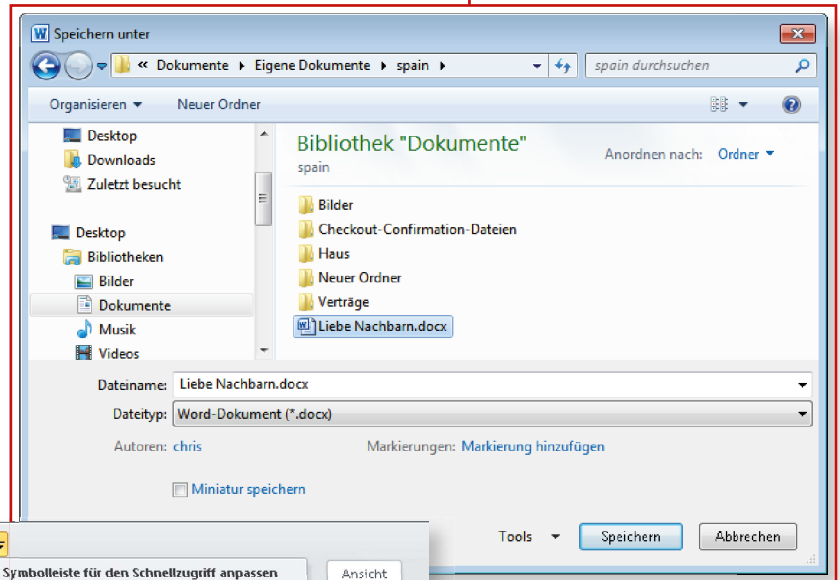 Speichern unter
« Dokumente Eigene Dokumente spain
spain durchsuchen
Organisieren Neuer Ordner
Desktop
Downloads
Zuletzt besucht
Desktop
Bibliotheken
Bilder
Dokumente
Musik
Videos
Bibliothek "Dokumente"
spain
Anordnen nach: Ordner
Bilder
Checkout-Confirmation-Dateien
Haus
Neuer Ordner
Verträge
Liebe Nachbarn.docx
Dateiname: Liebe Nachbarn.docx
Dateityp: Word-Dokument (*.docx)
Autoren: chris Markierungen: Markierung hinzufügen
Miniatur speichern
Tools Speichern Abbrechen
Symbolleiste für den Schnellzugriff anpassen Ansicht